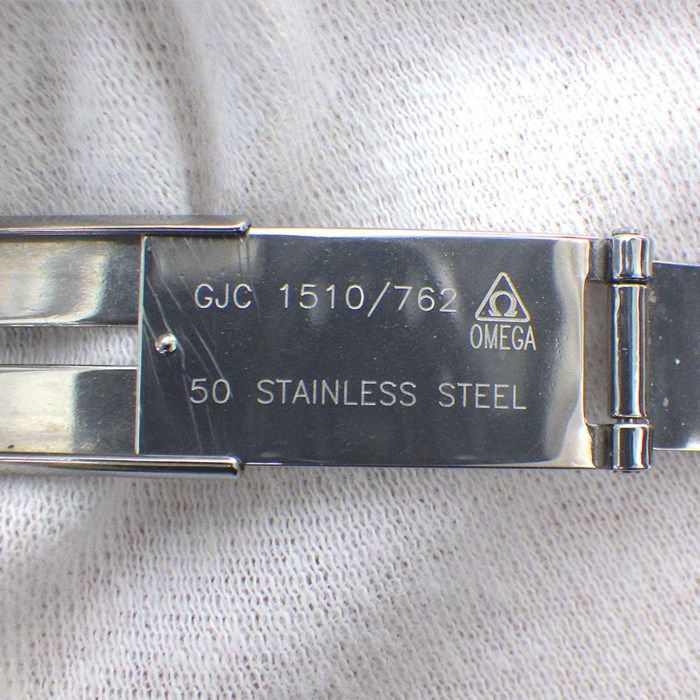 GJC 1510/762
Ω
OMEGA
50 STAINLESS STEEL